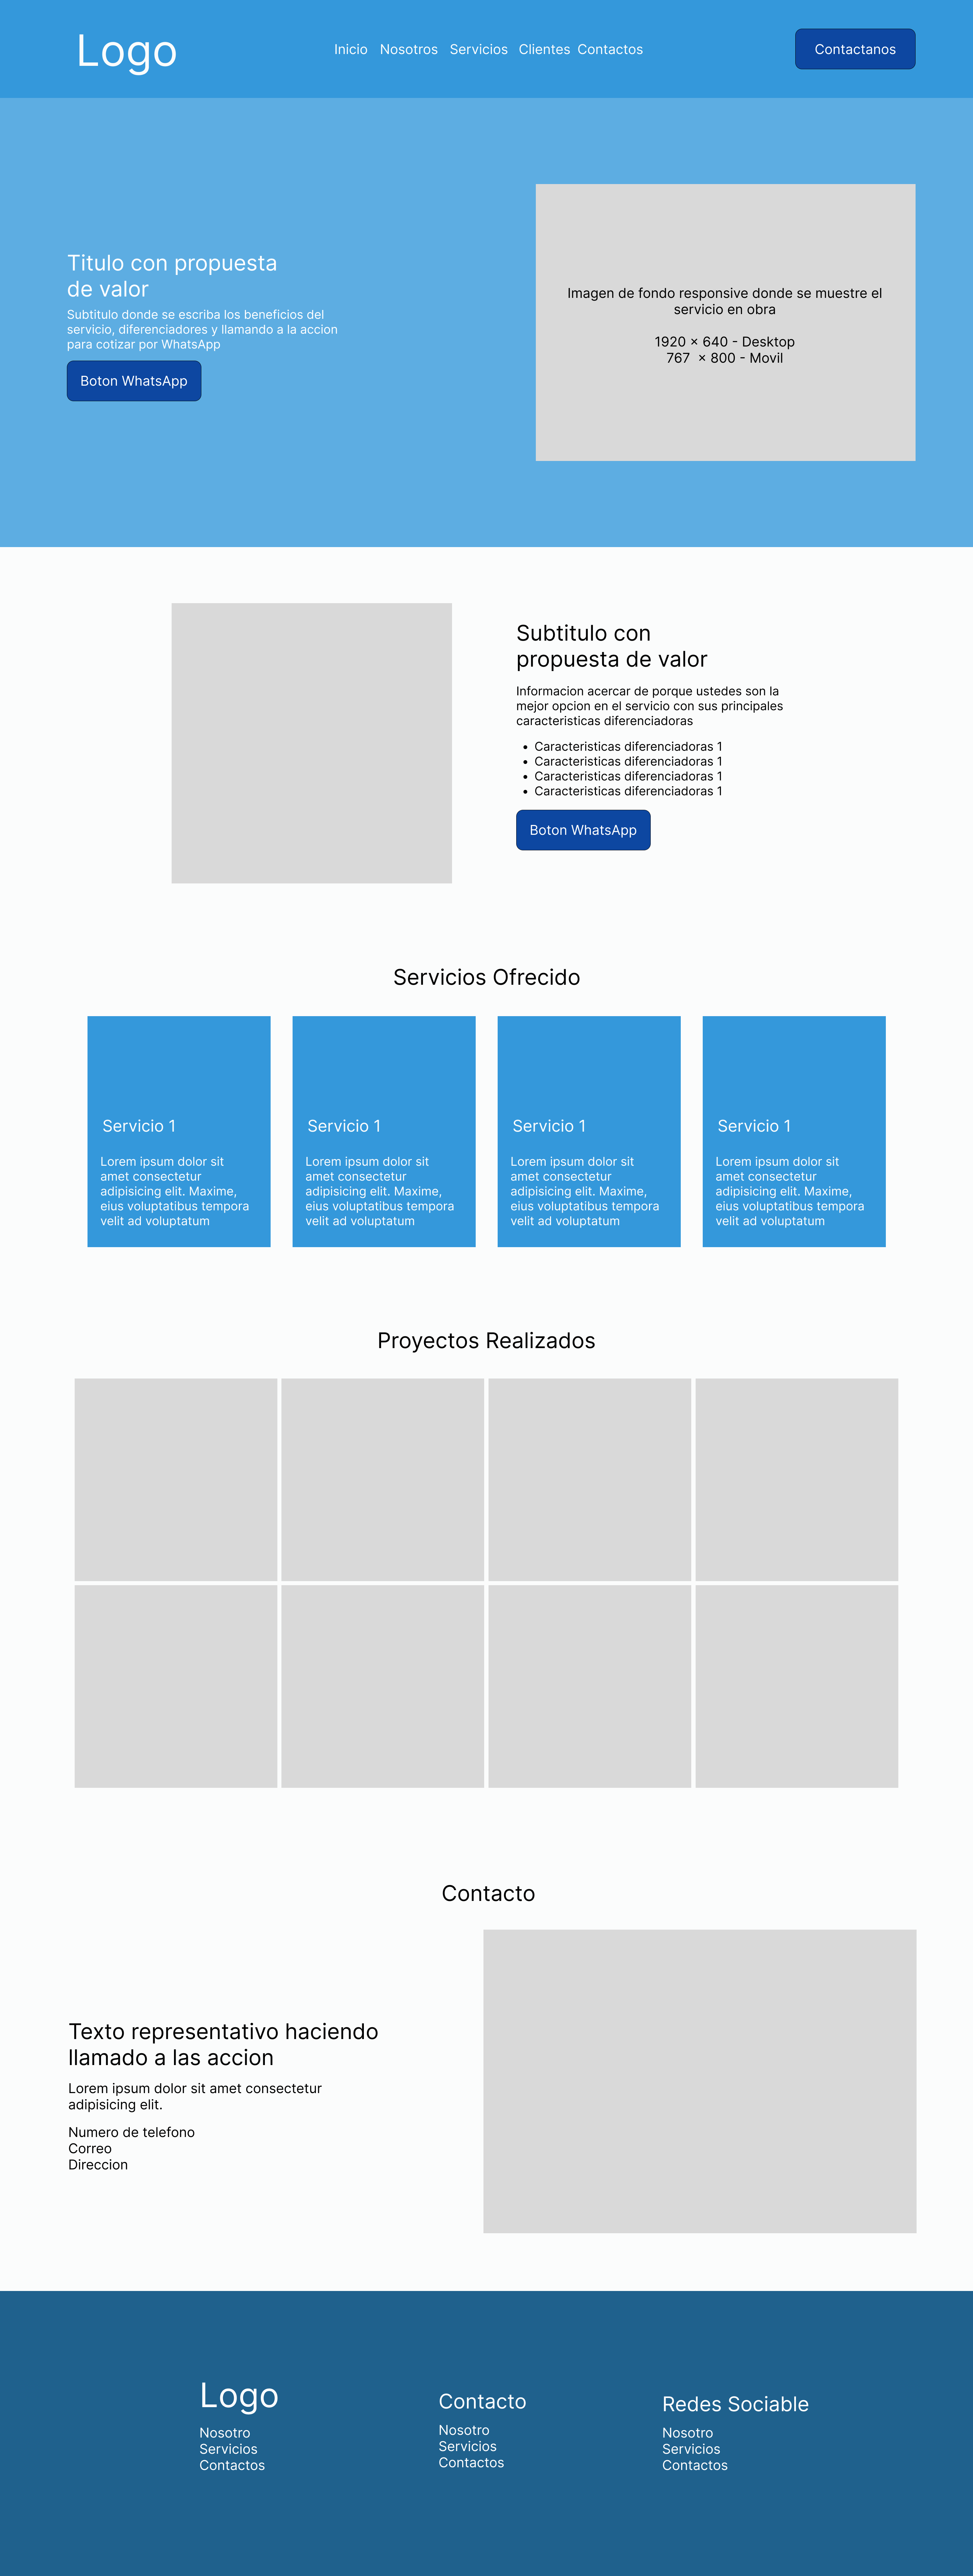 Logo
Inicio Nosotros Servicios Clientes Contactos
Contactanos
Titulo con propuesta
de valor
Subtitulo donde se escriba los beneficios del
servicio, diferenciadores y llamando a la accion
para cotizar por WhatsApp
Boton WhatsApp
Imagen de fondo responsive donde se muestre el
servicio en obra
1920 × 640 - Desktop
767 × 800 - Movil
Subtitulo con
propuesta de valor
Informacion acercar de porque ustedes son la
mejor opcion en el servicio con sus principales
caracteristicas diferenciadoras
• Caracteristicas diferenciadoras 1
• Caracteristicas diferenciadoras 1
• Caracteristicas diferenciadoras 1
• Caracteristicas diferenciadoras 1
Boton WhatsApp
Servicios Ofrecido
Servicio 1
Lorem ipsum dolor sit
amet consectetur
adipisicing elit. Maxime,
eius voluptatibus tempora
velit ad voluptatum
Servicio 1
Lorem ipsum dolor sit
amet consectetur
adipisicing elit. Maxime,
eius voluptatibus tempora
velit ad voluptatum
Servicio 1
Lorem ipsum dolor sit
amet consectetur
adipisicing elit. Maxime,
eius voluptatibus tempora
velit ad voluptatum
Servicio 1
Lorem ipsum dolor sit
amet consectetur
adipisicing elit. Maxime,
eius voluptatibus tempora
velit ad voluptatum
Proyectos Realizados
Contacto
Texto representativo haciendo
llamado a las accion
Lorem ipsum dolor sit amet consectetur
adipisicing elit.
Numero de telefono
Correo
Direccion
Logo
Nosotro
Servicios
Contactos
Contacto
Nosotro
Servicios
Contactos
Redes Sociable
Nosotro
Servicios
Contactos